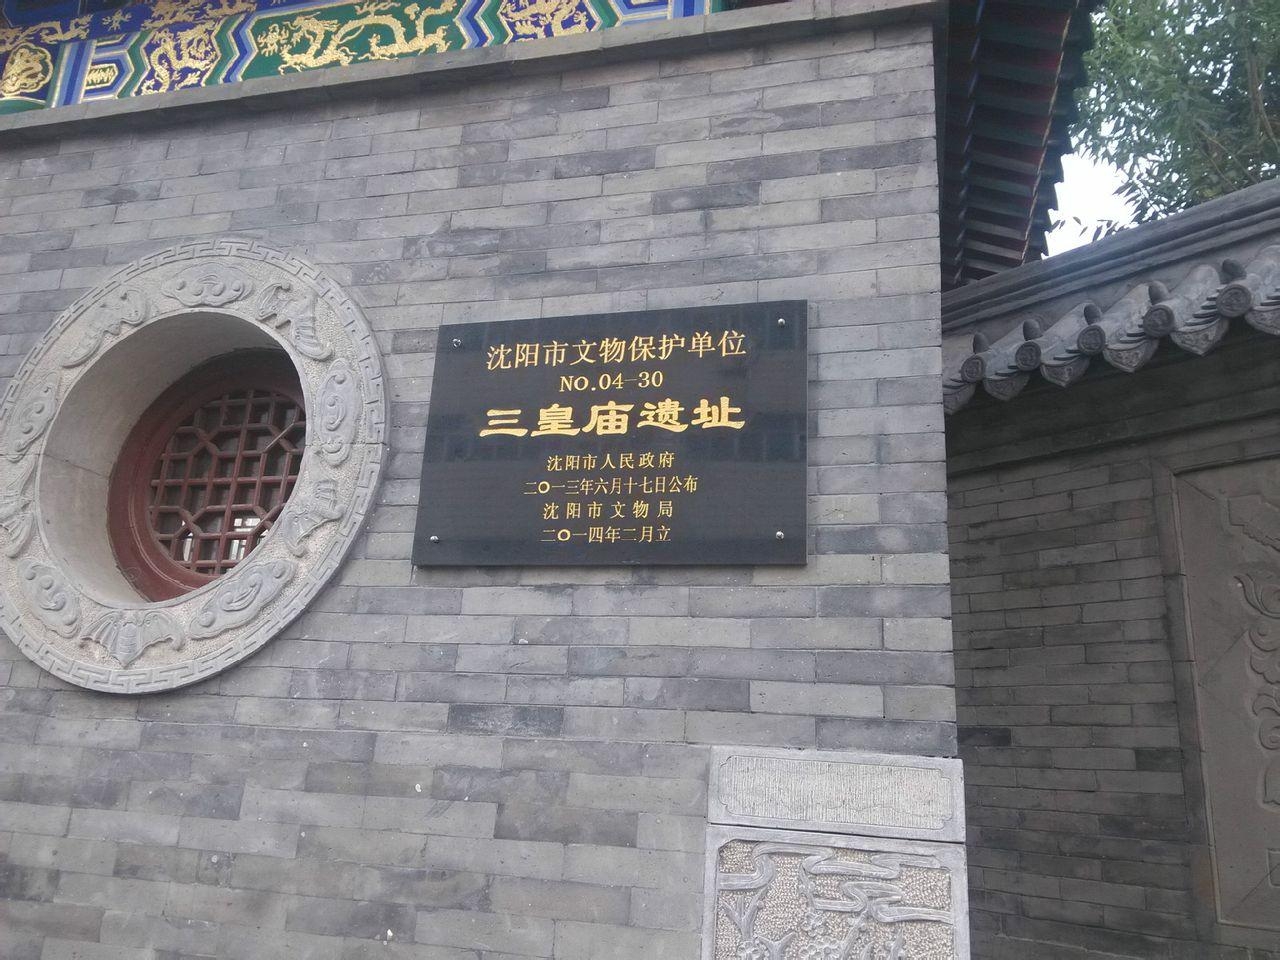 沈阳市文物保护单位
NO.04-30
三皇庙遗址
沈阳市人民政府
二〇一三年六月十七日公布
沈阳市文物局
二〇一四年二月立